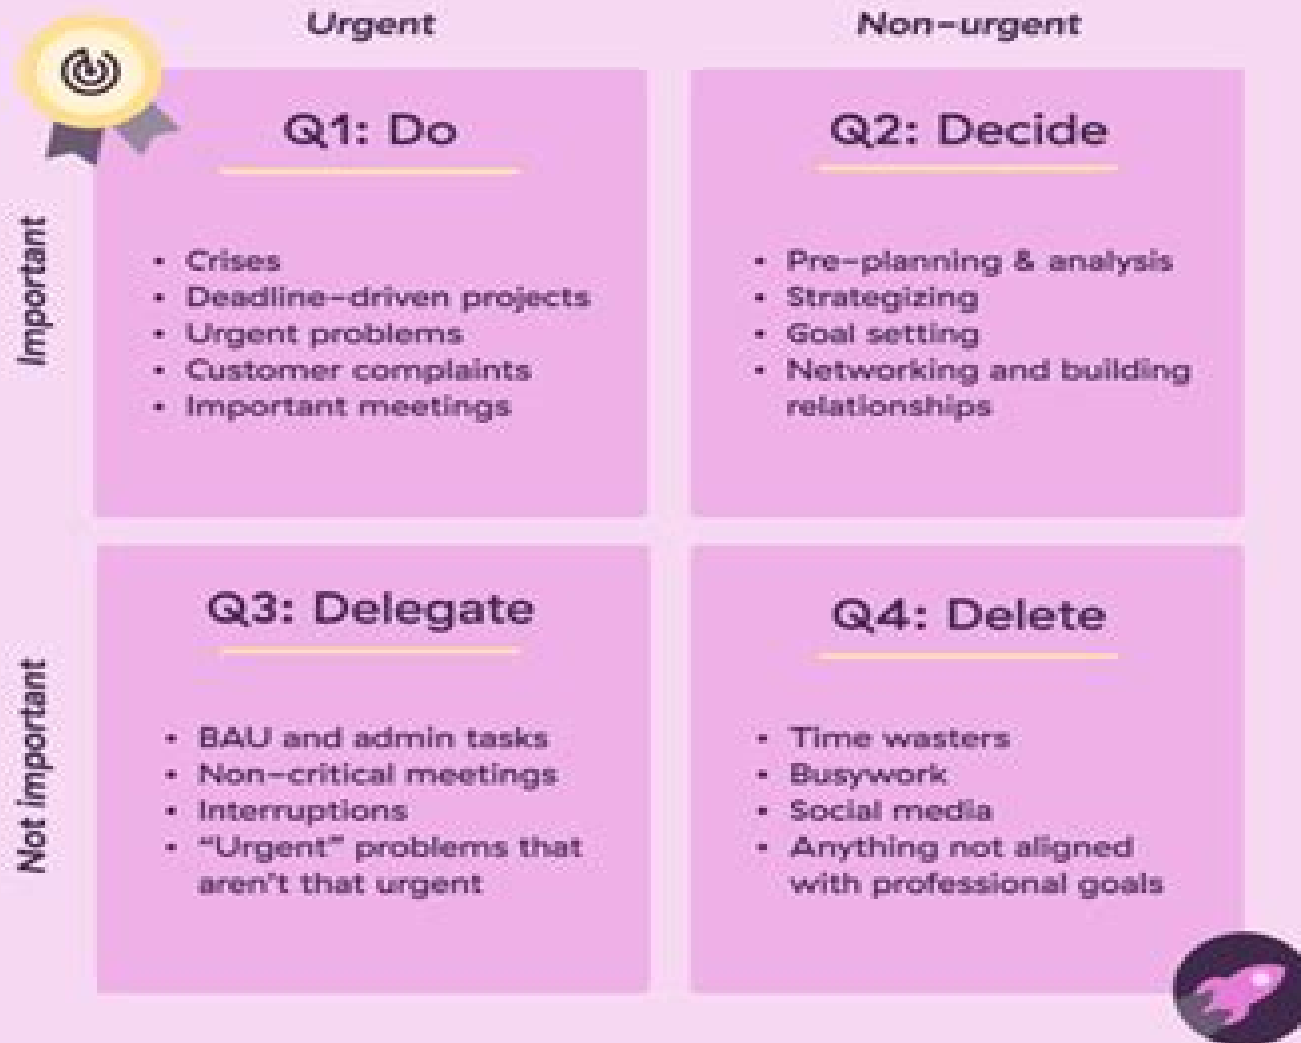 Urgent
Non-urgent
Important
Q1: Do
• Crises
• Deadline-driven projects
• Urgent problems
• Customer complaints
• Important meetings
Q2: Decide
• Pre-planning & analysis
• Strategizing
• Goal setting
• Networking and building
relationships
Not important
Q3: Delegate
• BAU and admin tasks
• Non-critical meetings
• Interruptions
• “Urgent” problems that
aren't that urgent
Q4: Delete
• Time wasters
• Busywork
• Social media
• Anything not aligned
with professional goals